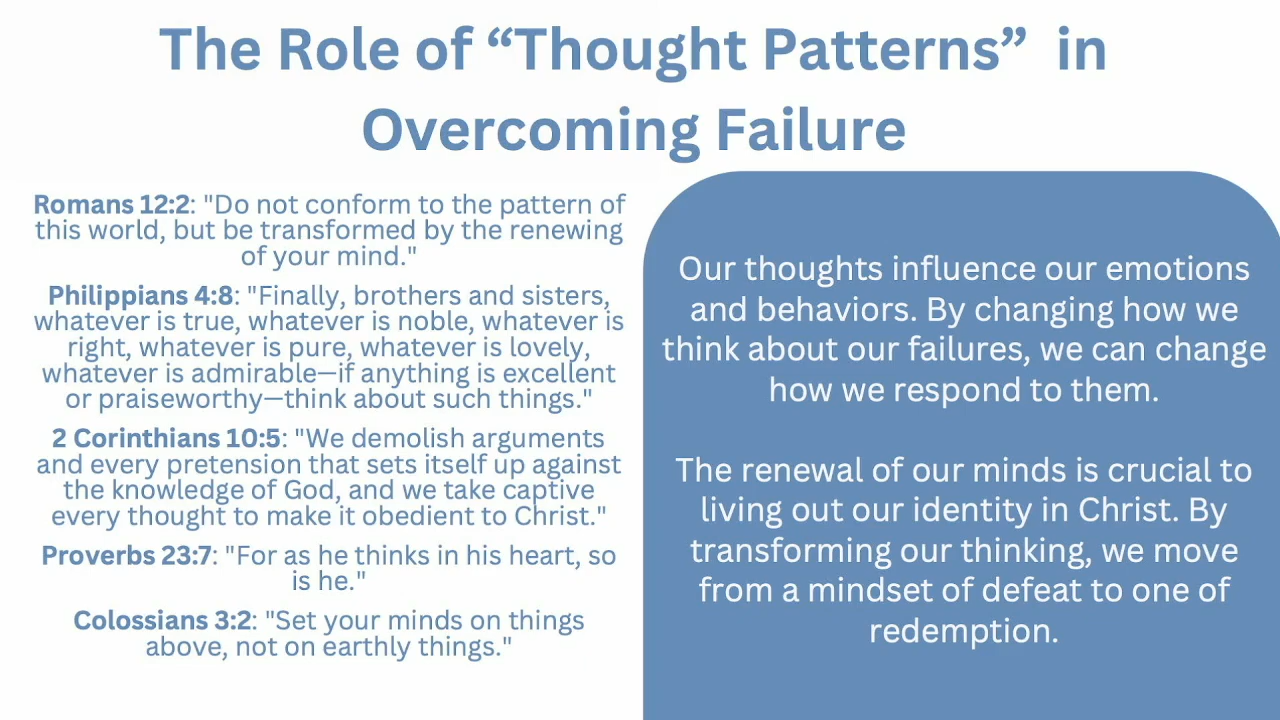 The Role of “Thought Patterns” in
Overcoming Failure
Romans 12:2: "Do not conform to the pattern of
this world, but be transformed by the renewing
of your mind."
Philippians 4:8: "Finally, brothers and sisters,
whatever is true, whatever is noble, whatever is
right, whatever is pure, whatever is lovely,
whatever is admirable—if anything is excellent
or praiseworthy—think about such things."
2 Corinthians 10:5: "We demolish arguments
and every pretension that sets itself up against
the knowledge of God, and we take captive
every thought to make it obedient to Christ."
Proverbs 23:7: "For as he thinks in his heart, so
is he."
Colossians 3:2: "Set your minds on things
above, not on earthly things."
Our thoughts influence our emotions
and behaviors. By changing how we
think about our failures, we can change
how we respond to them.
The renewal of our minds is crucial to
living out our identity in Christ. By
transforming our thinking, we move
from a mindset of defeat to one of
redemption.